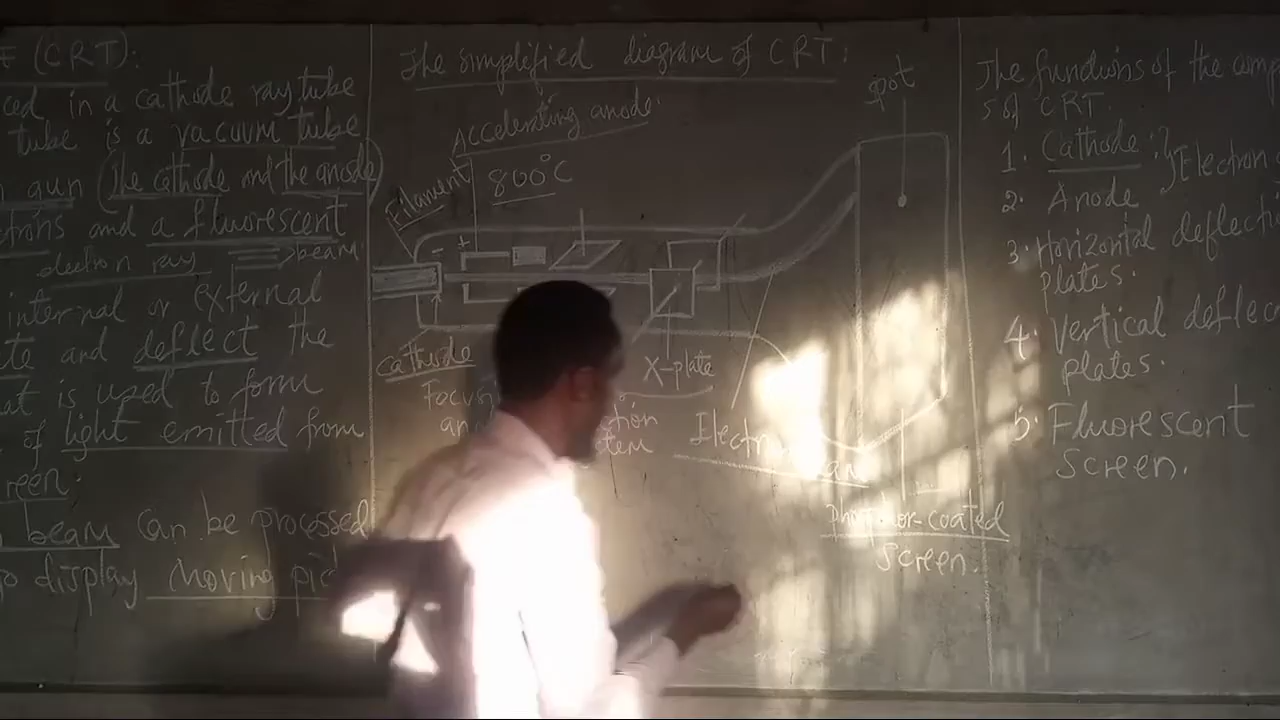 (CRT):
ced in a cathode ray tube
tube is a vacuum tube
n gun (the cathode and the anode)
ctrons and a fluorescent
electron ray beam
internal or external
te and deflect the
at is used to form
of light emitted from
reen:
beam can be processed
o display moving pic
The simplified diagram of CRT:
Accelerating anode
Filament
800°C
- +
cathode
Focus
an
X-plate
tion
tem
Electr
spot
Phosphor-coated
screen.
The functions of the comp
s of CRT.
1. Cathode :} Electron
2. Anode
3. Horizontal deflecti
plates.
4. Vertical deflec
plates.
5. Fluorescent
screen.